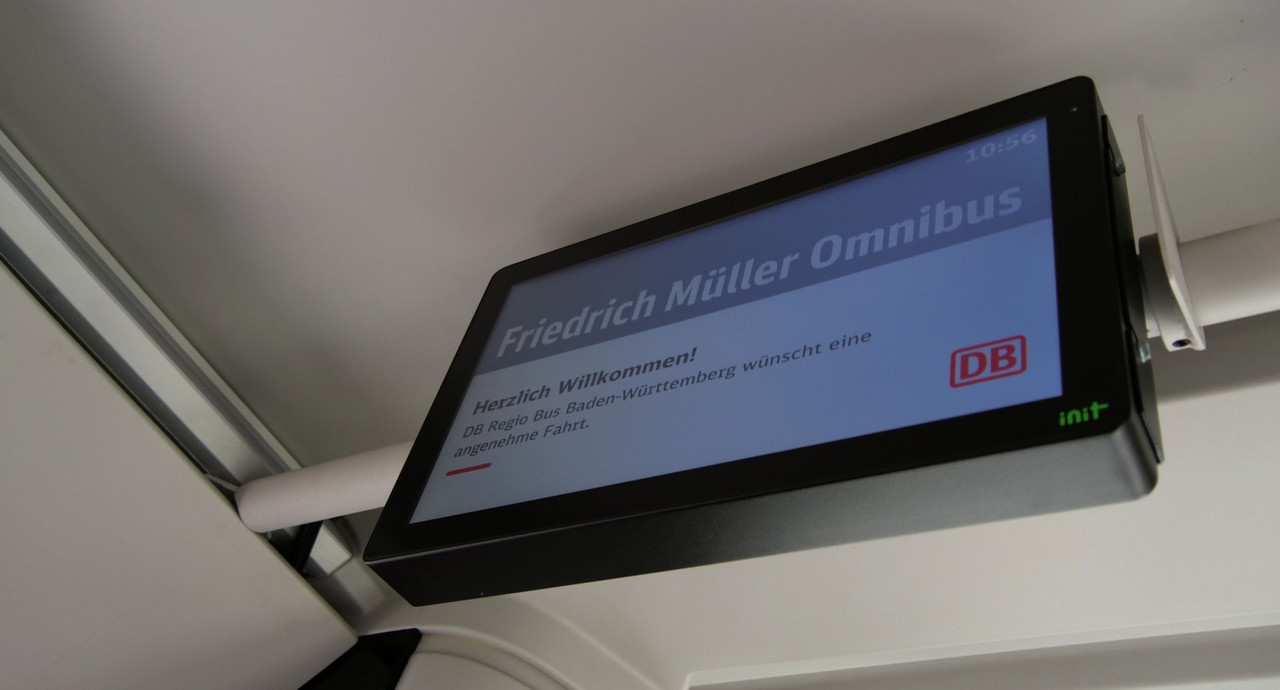 10:56
Friedrich Müller Omnibus
Herzlich Willkommen!
DB Regio Bus Baden-Württemberg wünscht eine
angenehme Fahrt.
DB
init